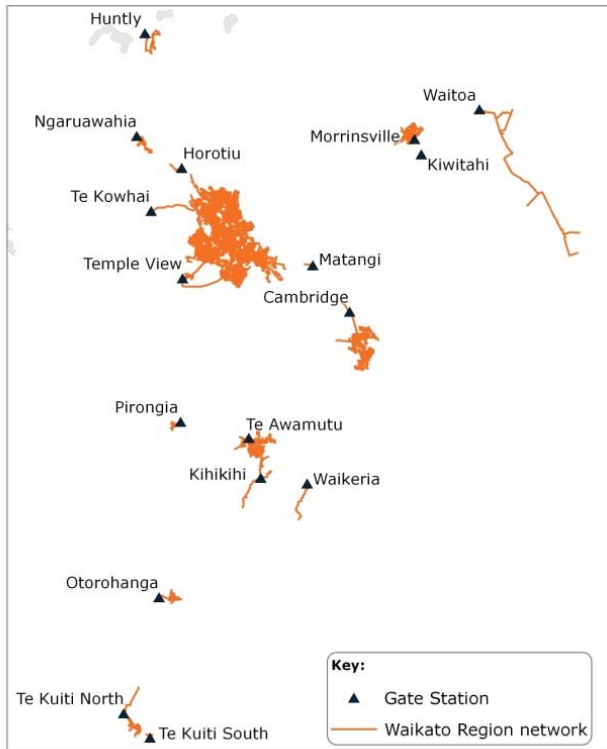 Huntly
Waitoa
Ngaruawahia
Morrinsville
Horotiu
Kiwitahi
Te Kowhai
Matangi
Temple View
Cambridge
Pirongia
Te Awamutu
Kihikihi
Waikeria
Otorohanga
Key:
Gate Station
Te Kuiti North
Waikato Region network
Te Kuiti South